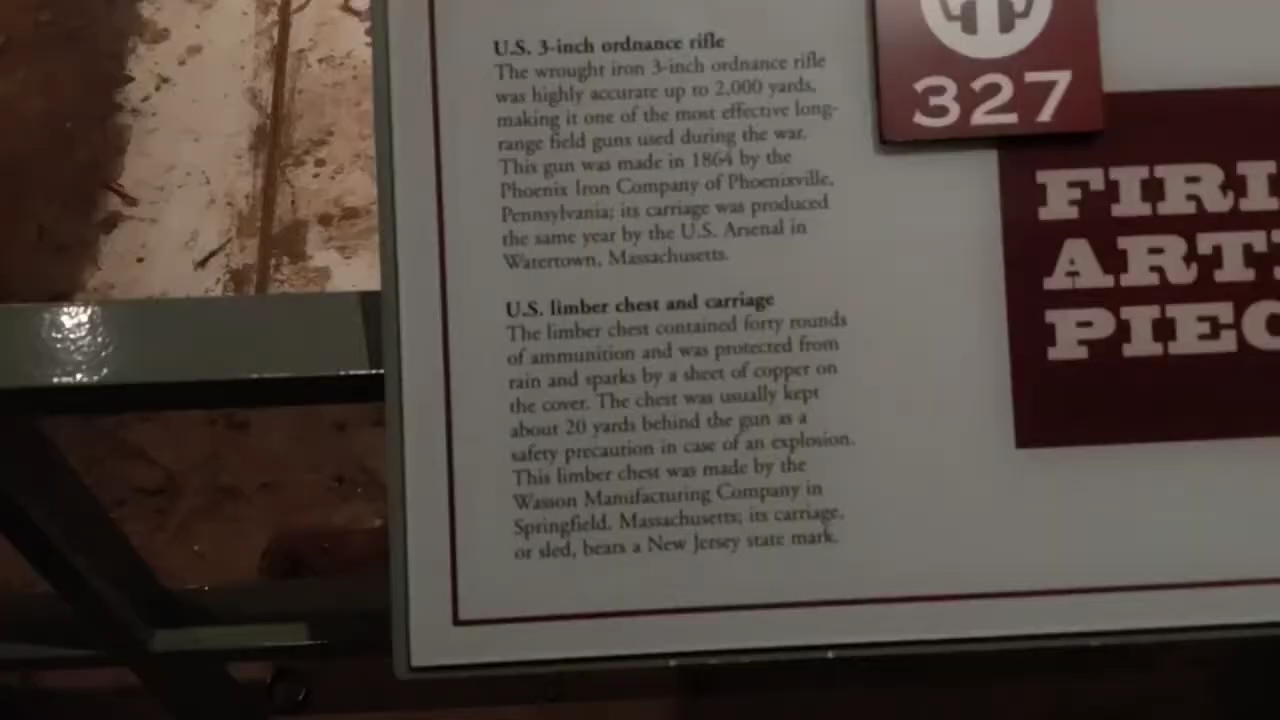 U.S. 3-inch ordnance rifle
The wrought iron 3-inch ordnance rifle
was highly accurate up to 2,000 yards,
making it one of the most effective long-
range field guns used during the war.
This gun was made in 1864 by the
Phoenix Iron Company of Phoenixville,
Pennsylvania; its carriage was produced
the same year by the U.S. Arsenal in
Watertown, Massachusetts.
U.S. limber chest and carriage
The limber chest contained forty rounds
of ammunition and was protected from
rain and sparks by a sheet of copper on
the cover. The chest was usually kept
about 20 yards behind the gun as a
safety precaution in case of an explosion.
This limber chest was made by the
Wasson Manufacturing Company in
Springfield, Massachusetts; its carriage,
or sled, bears a New Jersey state mark.
327
FIRI
ART
PIEC